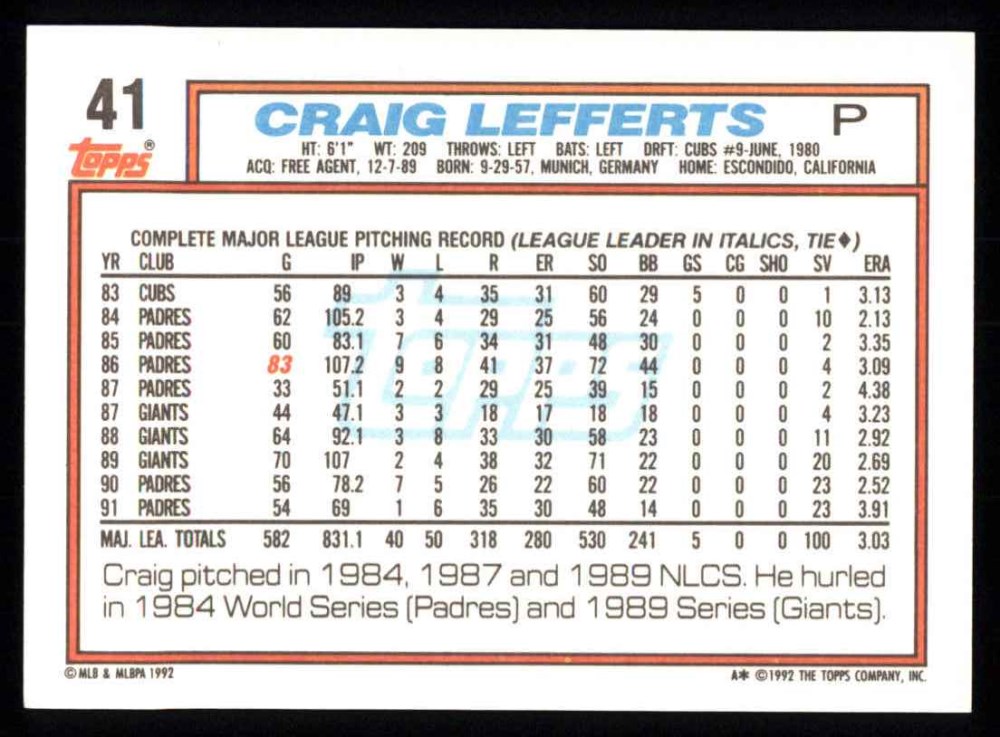 41
CRAIG LEFFERTS P
topps®
HT: 6'1" WT: 209 THROWS: LEFT BATS: LEFT DRFT: CUBS #9-JUNE, 1980
ACQ: FREE AGENT, 12-7-89 BORN: 9-29-57, MUNICH, GERMANY HOME: ESCONDIDO, CALIFORNIA
COMPLETE MAJOR LEAGUE PITCHING RECORD (LEAGUE LEADER IN ITALICS, TIE♦)
YR CLUB G IP W L R ER SO BB GS CG SHO SV ERA
83 CUBS 56 89 3 4 35 31 60 29 5 0 0 1 3.13
84 PADRES 62 105.2 3 4 29 25 56 24 0 0 0 10 2.13
85 PADRES 60 83.1 7 6 34 31 48 30 0 0 0 2 3.35
86 PADRES 83 107.2 9 8 41 37 72 44 0 0 0 4 3.09
87 PADRES 33 51.1 2 2 29 25 39 15 0 0 0 2 4.38
87 GIANTS 44 47.1 3 3 18 17 18 18 0 0 0 4 3.23
88 GIANTS 64 92.1 3 8 33 30 58 23 0 0 0 11 2.92
89 GIANTS 70 107 2 4 38 32 71 22 0 0 0 20 2.69
90 PADRES 56 78.2 7 5 26 22 60 22 0 0 0 23 2.52
91 PADRES 54 69 1 6 35 30 48 14 0 0 0 23 3.91
MAJ. LEA. TOTALS 582 831.1 40 50 318 280 530 241 5 0 0 100 3.03
Topps
Craig pitched in 1984, 1987 and 1989 NLCS. He hurled
in 1984 World Series (Padres) and 1989 Series (Giants).
© MLB & MLBPA 1992
A* © 1992 THE TOPPS COMPANY, INC.